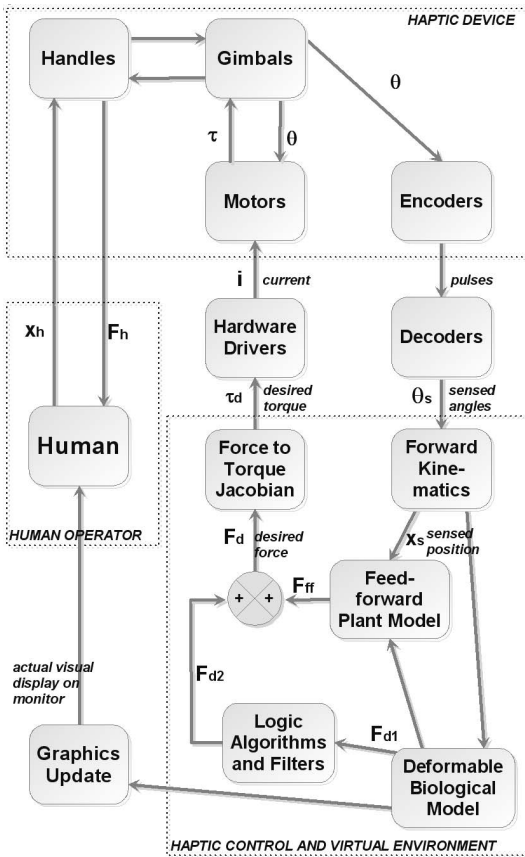 HAPTIC DEVICE
Handles
Gimbals
θ
τ
θ
Motors
Encoders
i
current
pulses
xh
Fh
Hardware
Drivers
Decoders
τd
desired
torque
θs
sensed
angles
Human
Force to
Torque
Jacobian
Forward
Kine-
matics
HUMAN OPERATOR
Fd
desired
force
xs
sensed
position
+ +
Fff
Feed-
forward
Plant Model
actual visual
display on
monitor
Fd2
Graphics
Update
Logic
Algorithms
and Filters
Fd1
Deformable
Biological
Model
HAPTIC CONTROL AND VIRTUAL ENVIRONMENT